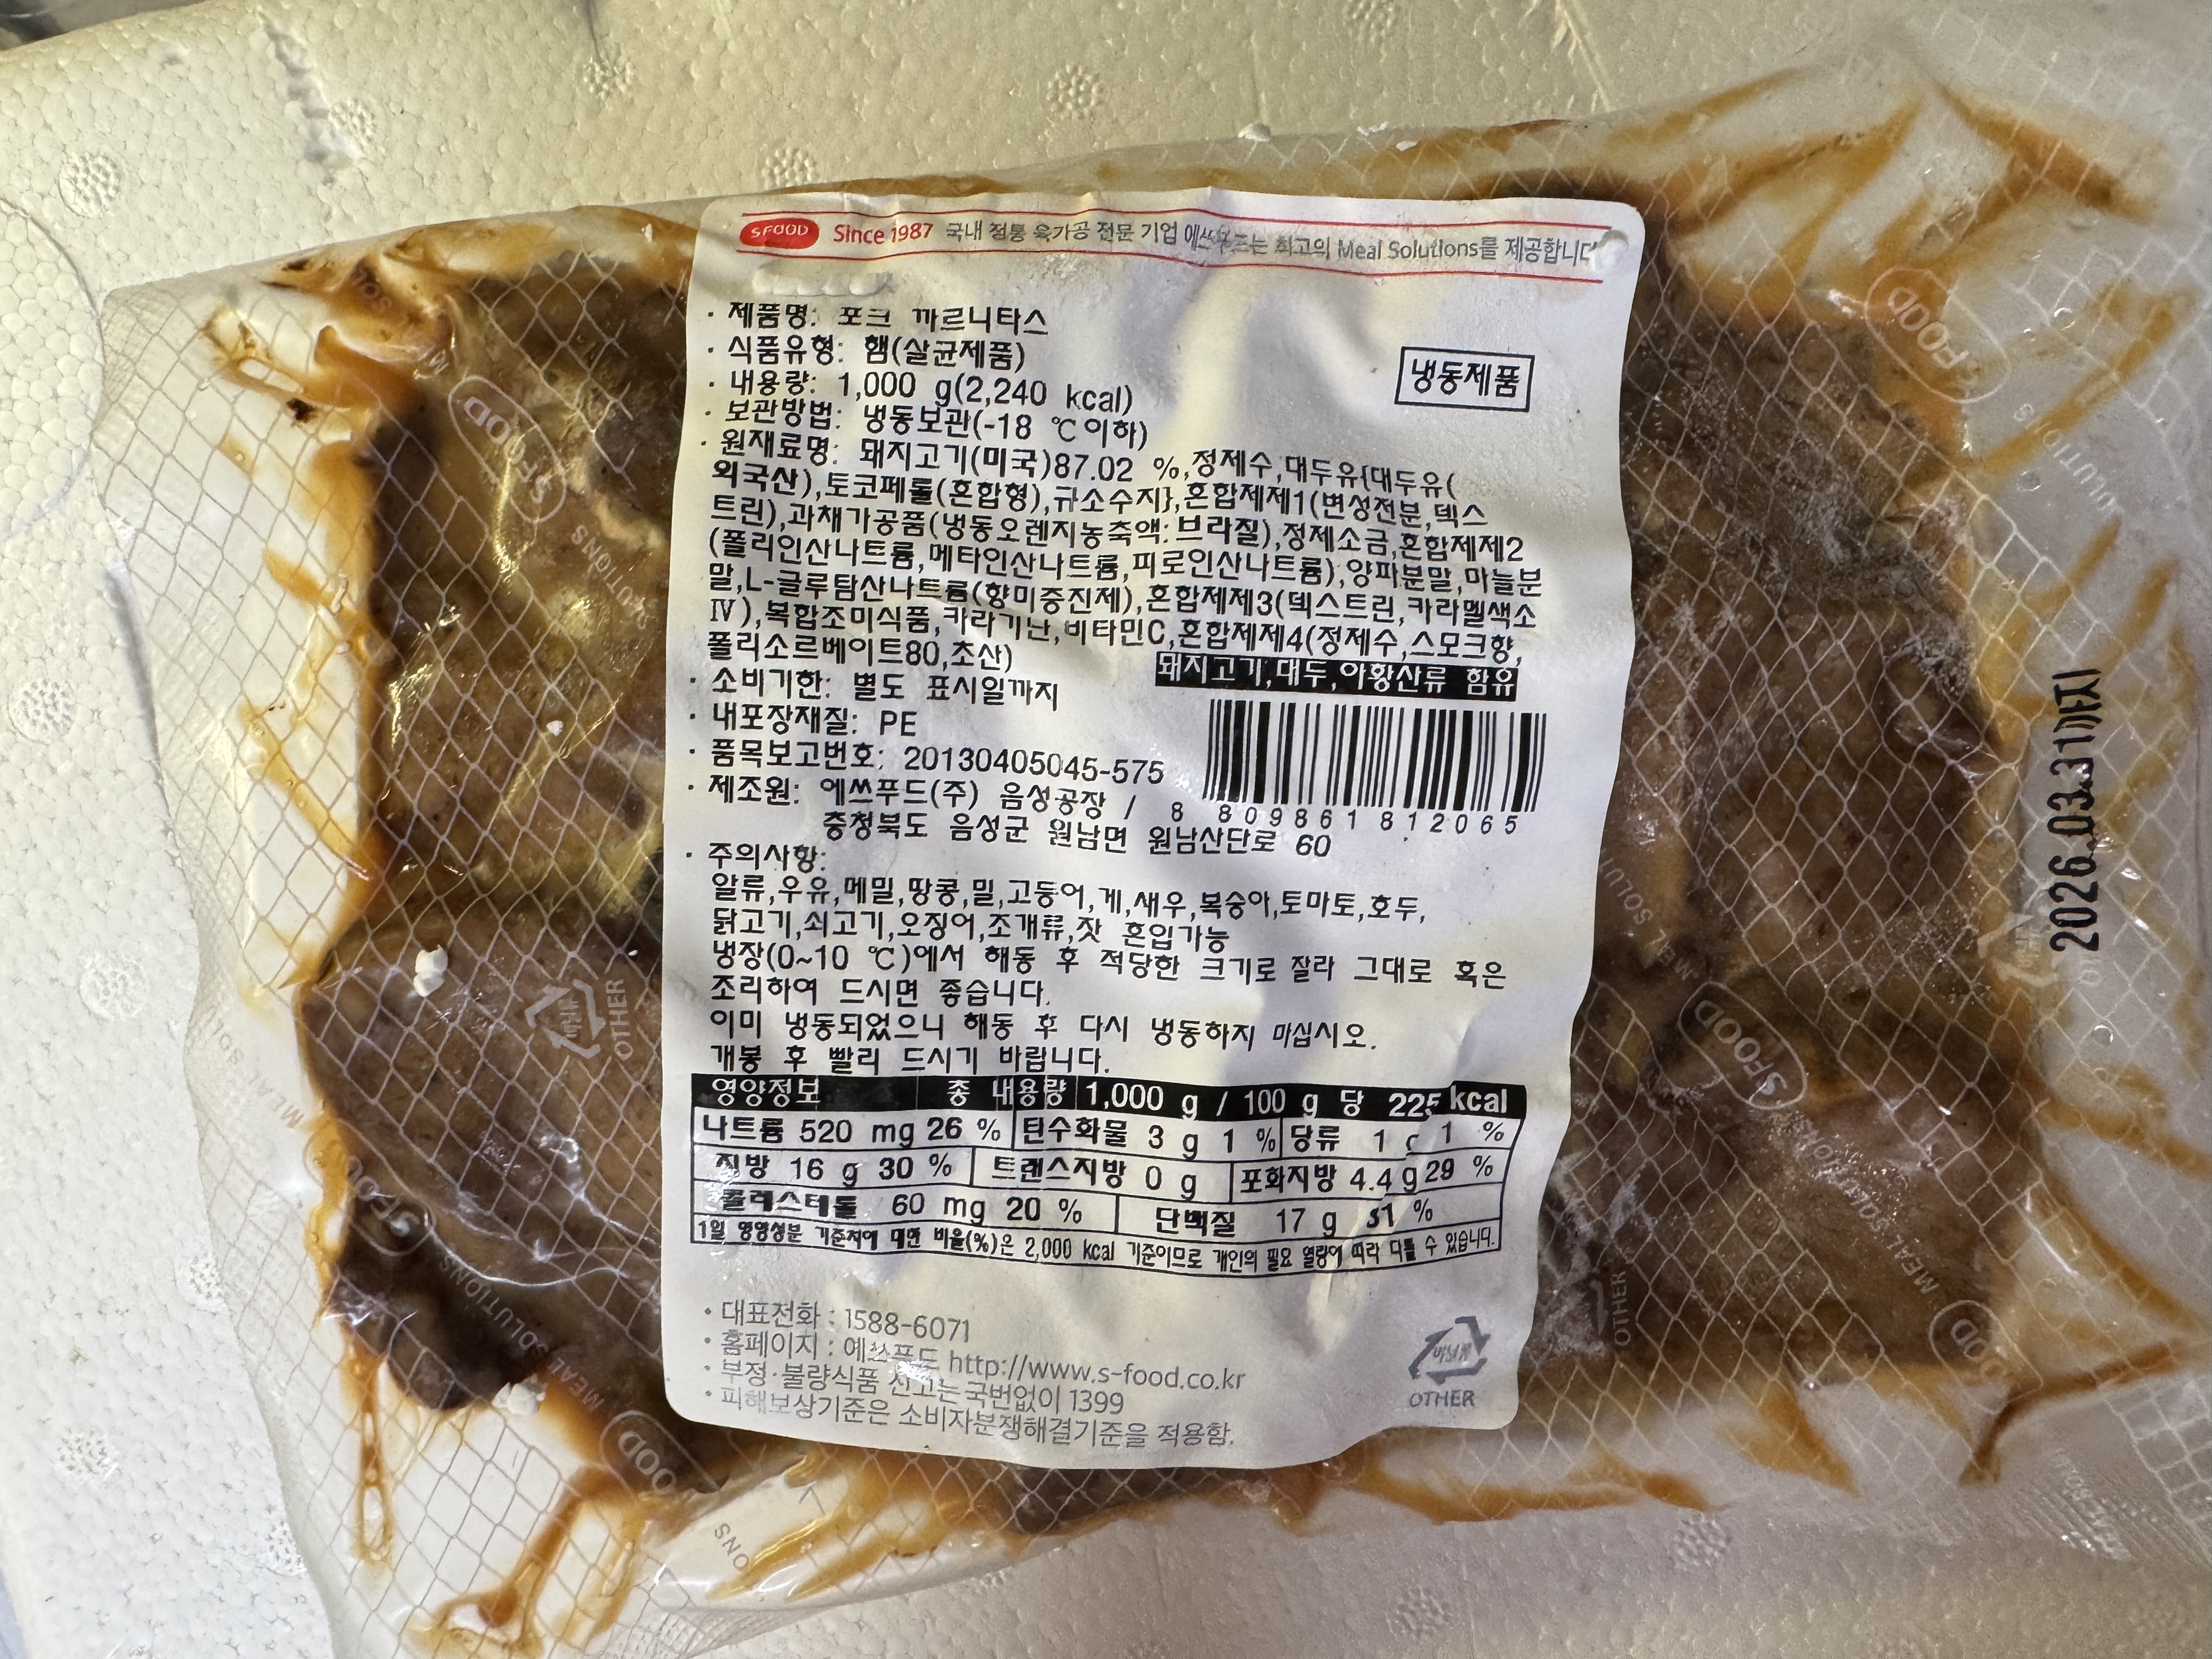 SFOOD Since 1987 국내 정통 육가공 전문 기업 에쓰푸드는 최고의 Meal Solutions를 제공합니다
· 제품명: 포크 까르니타스
· 식품유형: 햄(살균제품)
냉동제품
· 내용량: 1,000 g(2,240 kcal)
· 보관방법: 냉동보관(-18 ℃이하)
· 원재료명: 돼지고기(미국)87.02 %,정제수,대두유{대두유(
외국산),토코페롤(혼합형),규소수지},혼합제제1(변성전분,덱스
트린),과채가공품(냉동오렌지농축액:브라질),정제소금,혼합제제2
(폴리인산나트륨,메타인산나트륨,피로인산나트륨),양파분말,마늘분
말,L-글루탐산나트륨(향미증진제),혼합제제3(덱스트린,카라멜색소
Ⅳ),복합조미식품,카라기난,비타민C,혼합제제4(정제수,스모크향,
폴리소르베이트80,초산)
돼지고기,대두,아황산류 함유
· 소비기한: 별도 표시일까지
· 내포장재질: PE
· 품목보고번호: 20130405045-575
· 제조원: 에쓰푸드(주) 음성공장 /
충청북도 음성군 원남면 원남산단로 60
8 809861 812065
· 주의사항:
알류,우유,메밀,땅콩,밀,고등어,게,새우,복숭아,토마토,호두,
닭고기,쇠고기,오징어,조개류,잣 혼입가능
냉장(0~10 ℃)에서 해동 후 적당한 크기로 잘라 그대로 혹은
조리하여 드시면 좋습니다.
이미 냉동되었으니 해동 후 다시 냉동하지 마십시오.
개봉 후 빨리 드시기 바랍니다.
영양정보 총 내용량 1,000 g / 100 g 당 225 kcal
나트륨 520 mg 26 % 탄수화물 3 g 1 % 당류 1 g 1 %
지방 16 g 30 % 트랜스지방 0 g 포화지방 4.4 g 29 %
콜레스테롤 60 mg 20 % 단백질 17 g 31 %
1일 영양성분 기준치에 대한 비율(%)은 2,000 kcal 기준이므로 개인의 필요 열량에 따라 다를 수 있습니다.
· 대표전화 : 1588-6071
· 홈페이지 : 에쓰푸드 http://www.s-food.co.kr
· 부정·불량식품 신고는 국번없이 1399
· 피해보상기준은 소비자분쟁해결기준을 적용함.
비닐류
OTHER
2026.03.31까지
SFOOD
MEAL SOLUTIONS
비닐류
OTHER